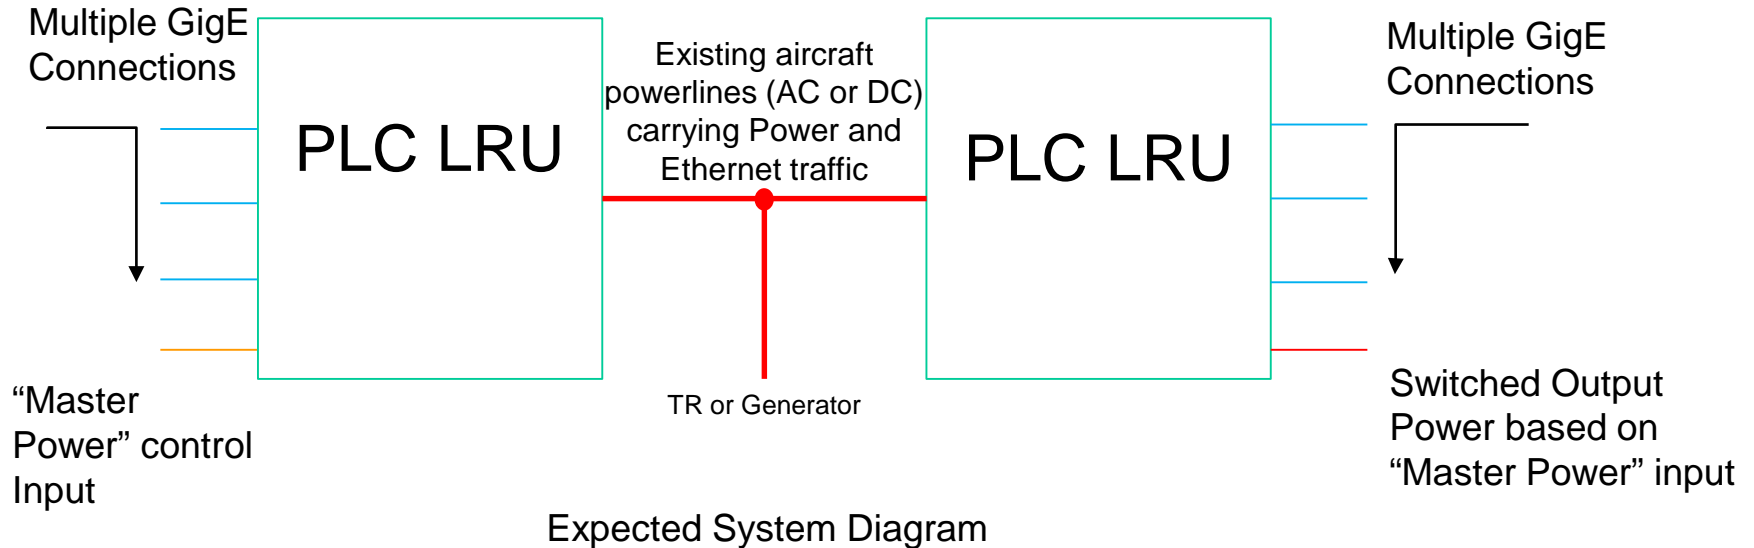 Multiple GigE
Connections
PLC LRU
Existing aircraft
powerlines (AC or DC)
carrying Power and
Ethernet traffic
PLC LRU
Multiple GigE
Connections
“Master
Power” control
Input
TR or Generator
Switched Output
Power based on
“Master Power” input
Expected System Diagram